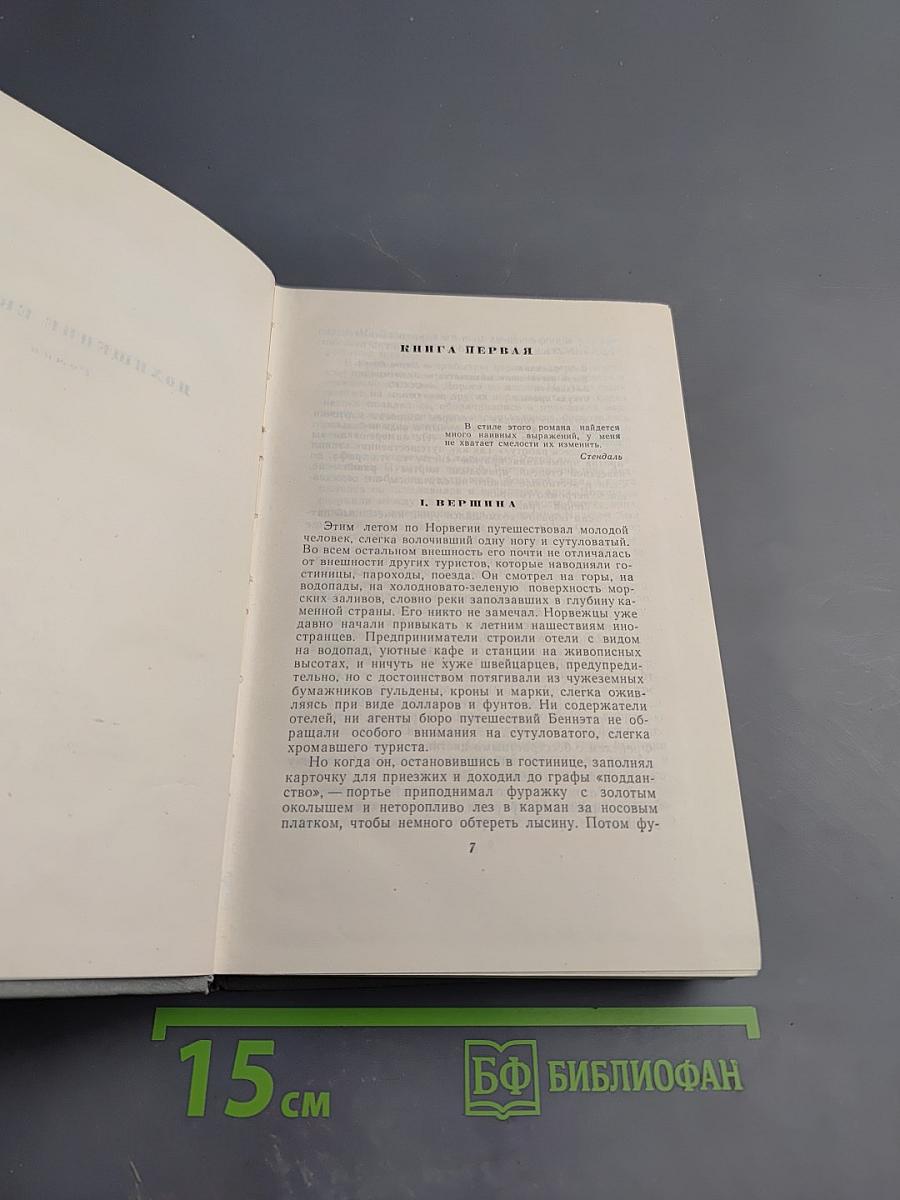 КНИГА ПЕРВАЯ
В стиле этого романа найдется
много наивных выражений, у меня
не хватает смелости их изменить.
Стендаль
I. ВЕРШИНА
Этим летом по Норвегии путешествовал молодой
человек, слегка волочивший одну ногу и сутуловатый.
Во всем остальном внешность его почти не отличалась
от внешности других туристов, которые наводняли го-
стиницы, пароходы, поезда. Он смотрел на горы, на
водопады, на холодновато-зеленую поверхность мор-
ских заливов, словно реки заползавших в глубину ка-
менной страны. Его никто не замечал. Норвежцы уже
давно начали привыкать к летним нашествиям ино-
странцев. Предприниматели строили отели с видом
на водопад, уютные кафе и станции на живописных
высотах, и ничуть не хуже швейцарцев, предупреди-
тельно, но с достоинством потягивали из чужеземных
бумажников гульдены, кроны и марки, слегка ожив-
ляясь при виде долларов и фунтов. Ни содержатели
отелей, ни агенты бюро путешествий Беннэта не об-
ращали особого внимания на сутуловатого, слегка
хромавшего туриста.
Но когда он, остановившись в гостинице, заполнял
карточку для приезжих и доходил до графы «поддан-
ство», — портье приподнимал фуражку с золотым
околышем и неторопливо лез в карман за носовым
платком, чтобы немного обтереть лысину. Потом фу-
7
15 см
БФ БИБЛИОФАН